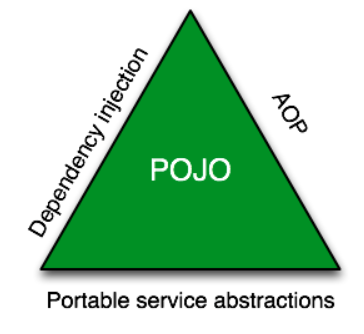 Dependency injection
AOP
POJO
Portable service abstractions